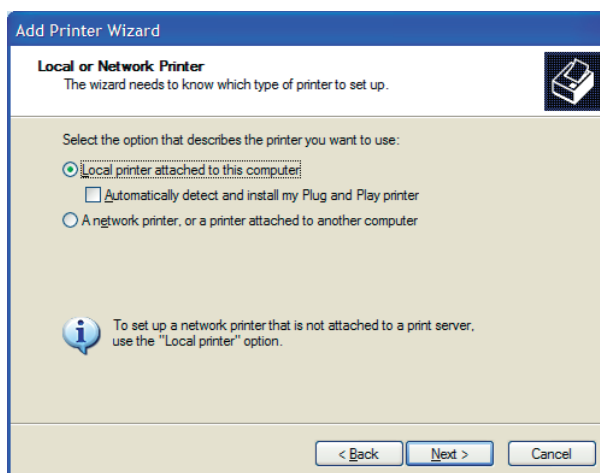 Add Printer Wizard
Local or Network Printer
The wizard needs to know which type of printer to set up.
Select the option that describes the printer you want to use:
Local printer attached to this computer
Automatically detect and install my Plug and Play printer
A network printer, or a printer attached to another computer
To set up a network printer that is not attached to a print server,
use the "Local printer" option.
< Back
Next >
Cancel